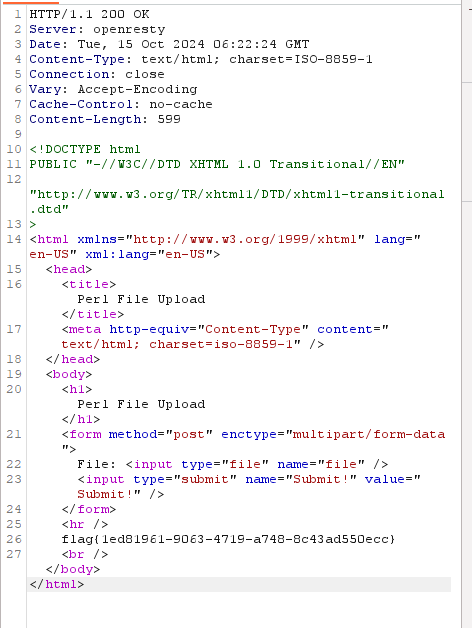 1 HTTP/1.1 200 OK
2 Server: openresty
3 Date: Tue, 15 Oct 2024 06:22:24 GMT
4 Content-Type: text/html; charset=ISO-8859-1
5 Connection: close
6 Vary: Accept-Encoding
7 Cache-Control: no-cache
8 Content-Length: 599
9
10 <!DOCTYPE html
11 PUBLIC "-//W3C//DTD XHTML 1.0 Transitional//EN"
12
"http://www.w3.org/TR/xhtml1/DTD/xhtml1-transitional
.dtd"
13 >
14 <html xmlns="http://www.w3.org/1999/xhtml" lang="
en-US" xml:lang="en-US">
15 <head>
16 <title>
Perl File Upload
</title>
17 <meta http-equiv="Content-Type" content="
text/html; charset=iso-8859-1" />
18 </head>
19 <body>
20 <h1>
Perl File Upload
</h1>
21 <form method="post" enctype="multipart/form-data
">
22 File: <input type="file" name="file" />
23 <input type="submit" name="Submit!" value="
Submit!" />
24 </form>
25 <hr />
26 flag{1ed81961-9063-4719-a748-8c43ad550ecc}
27 <br />
</body>
</html>